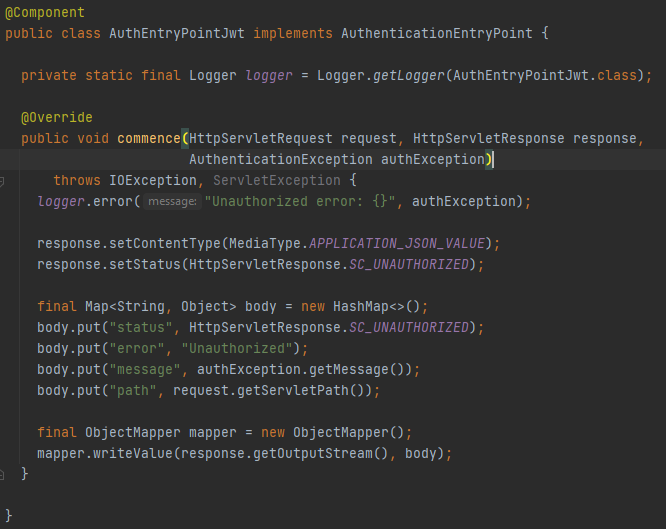 @Component
public class AuthEntryPointJwt implements AuthenticationEntryPoint {
private static final Logger logger = Logger.getLogger(AuthEntryPointJwt.class);
@Override
public void commence(HttpServletRequest request, HttpServletResponse response,
AuthenticationException authException)
throws IOException, ServletException {
logger.error( message: "Unauthorized error: {}", authException);
response.setContentType(MediaType.APPLICATION_JSON_VALUE);
response.setStatus(HttpServletResponse.SC_UNAUTHORIZED);
final Map<String, Object> body = new HashMap<>();
body.put("status", HttpServletResponse.SC_UNAUTHORIZED);
body.put("error", "Unauthorized");
body.put("message", authException.getMessage());
body.put("path", request.getServletPath());
final ObjectMapper mapper = new ObjectMapper();
mapper.writeValue(response.getOutputStream(), body);
}
}